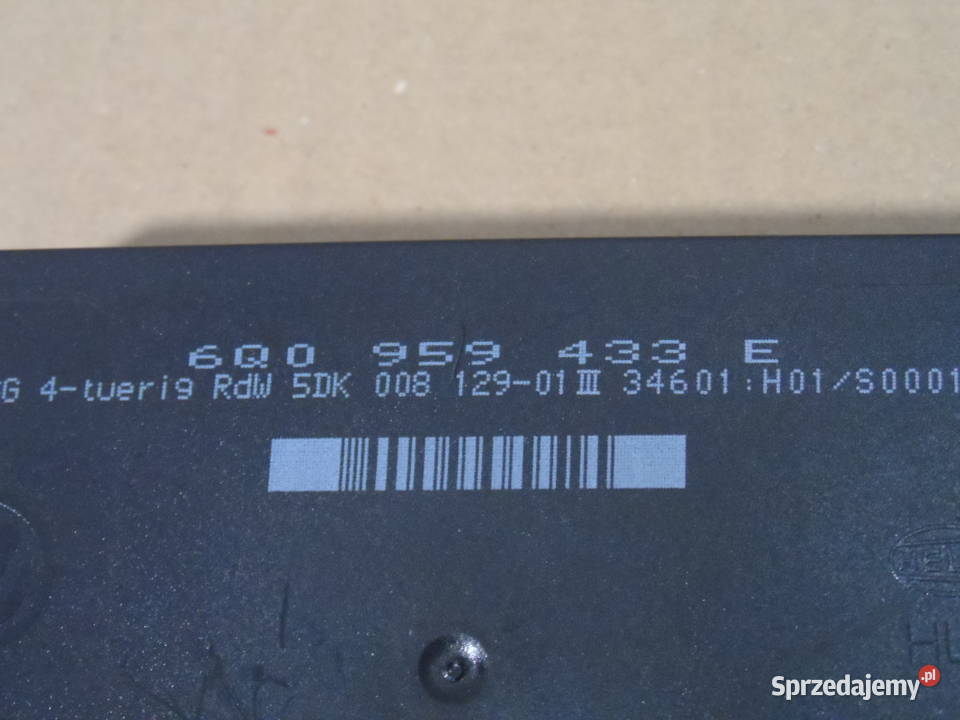 6Q0 959 433 E
G 4-tuerig RdW 5DK 008 129-01 III 34601:H01/S0001
Sprzedajemy.pl